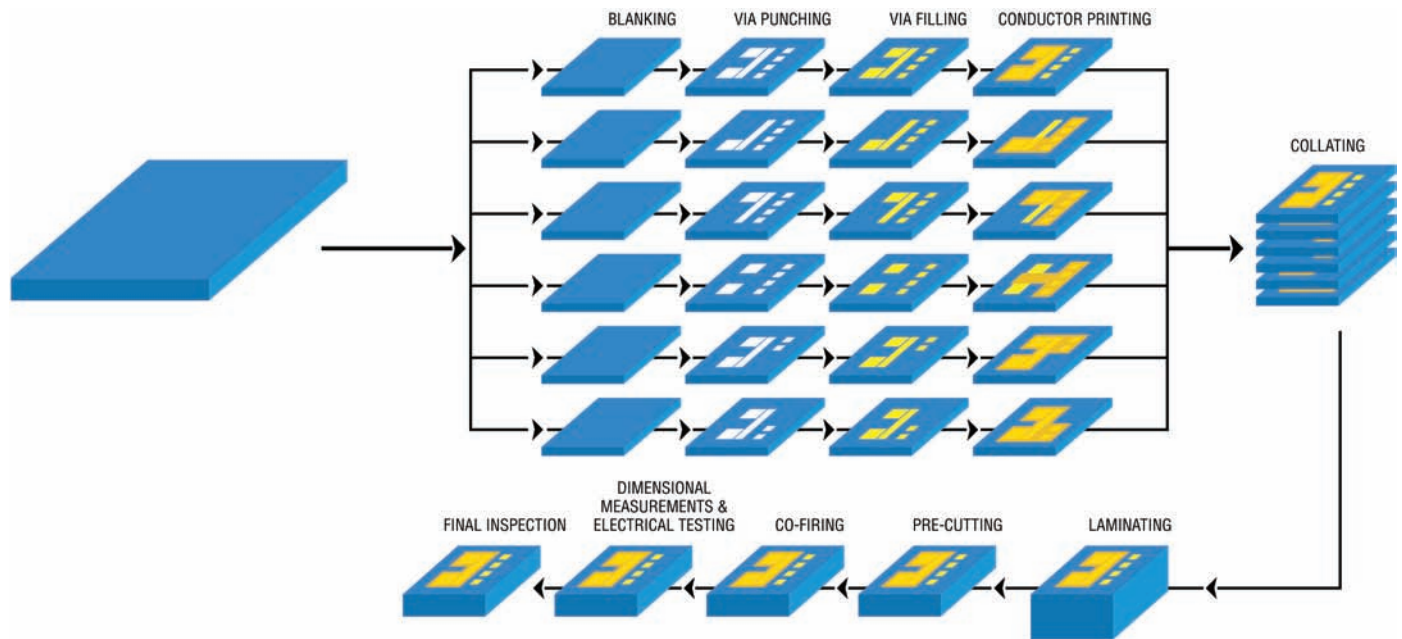 BLANKING
VIA PUNCHING
VIA FILLING
CONDUCTOR PRINTING
COLLATING
DIMENSIONAL
MEASUREMENTS &
ELECTRICAL TESTING
FINAL INSPECTION
CO-FIRING
PRE-CUTTING
LAMINATING